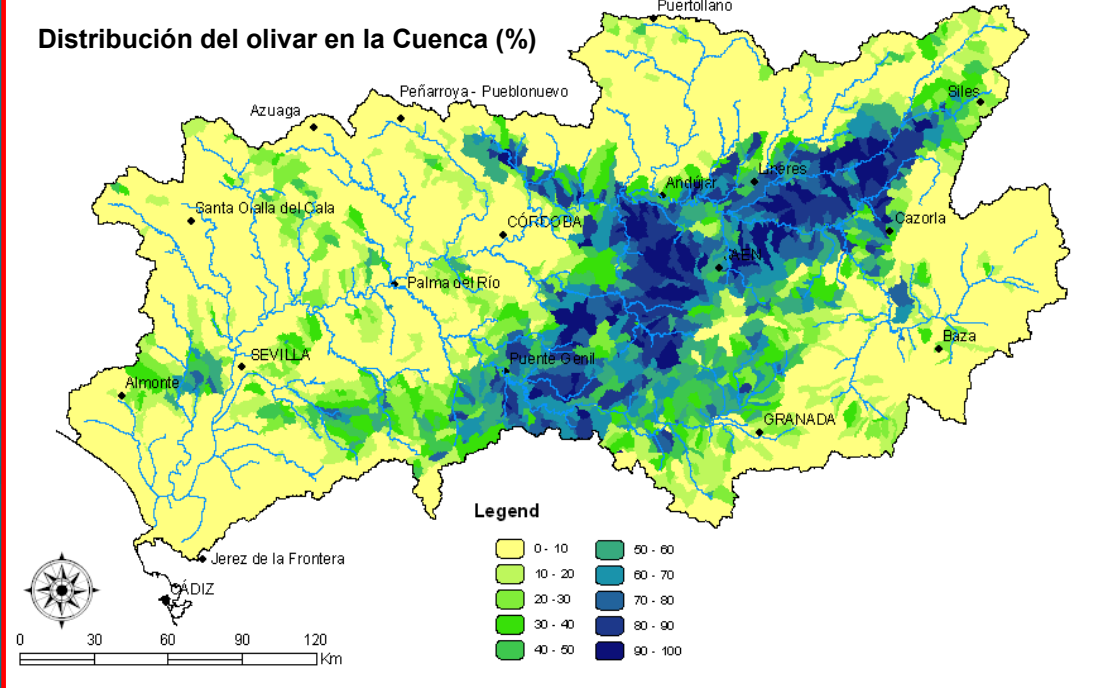 Puertollano
Distribución del olivar en la Cuenca (%)
Peñarroya - Pueblonuevo
Azuaga
Siles
Linares
Andújar
Santa Olalla del Cala
CÓRDOBA
Cazorla
JAÉN
Palma del Río
Baza
SEVILLA
Puente Genil
Almonte
GRANADA
Legend
0 - 10
10 - 20
20 - 30
30 - 40
40 - 50
50 - 60
60 - 70
70 - 80
80 - 90
90 - 100
Jerez de la Frontera
CÁDIZ
0 30 60 90 120
Km